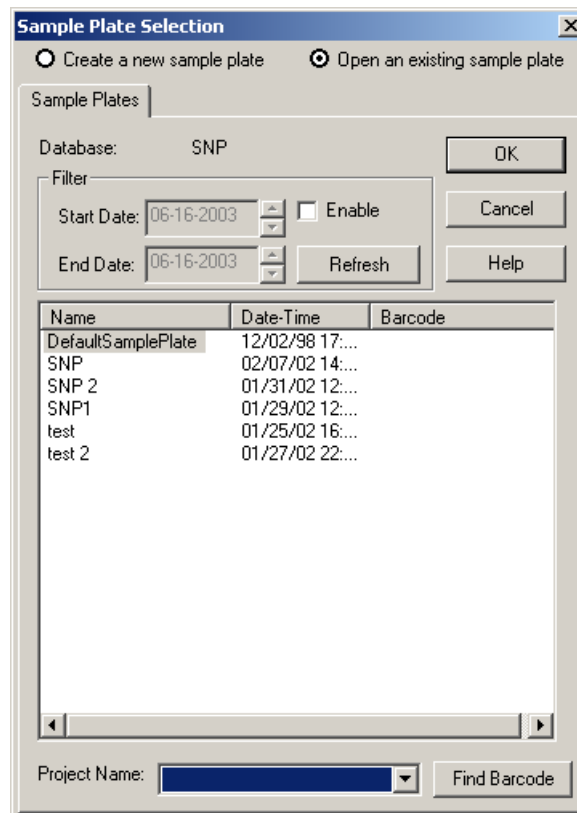 Sample Plate Selection
Create a new sample plate Open an existing sample plate
Sample Plates
Database: SNP OK
Filter
Start Date: 06-16-2003 Enable Cancel
End Date: 06-16-2003 Refresh Help
Name Date-Time Barcode
DefaultSamplePlate 12/02/98 17:...
SNP 02/07/02 14:...
SNP 2 01/31/02 12:...
SNP1 01/29/02 12:...
test 01/25/02 16:...
test 2 01/27/02 22:...
Project Name: Find Barcode